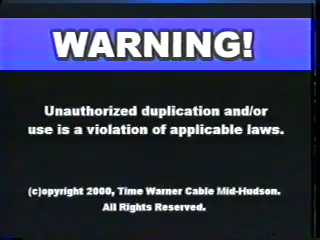 WARNING!
Unauthorized duplication and/or
use is a violation of applicable laws.
(c)opyright 2000, Time Warner Cable Mid-Hudson.
All Rights Reserved.